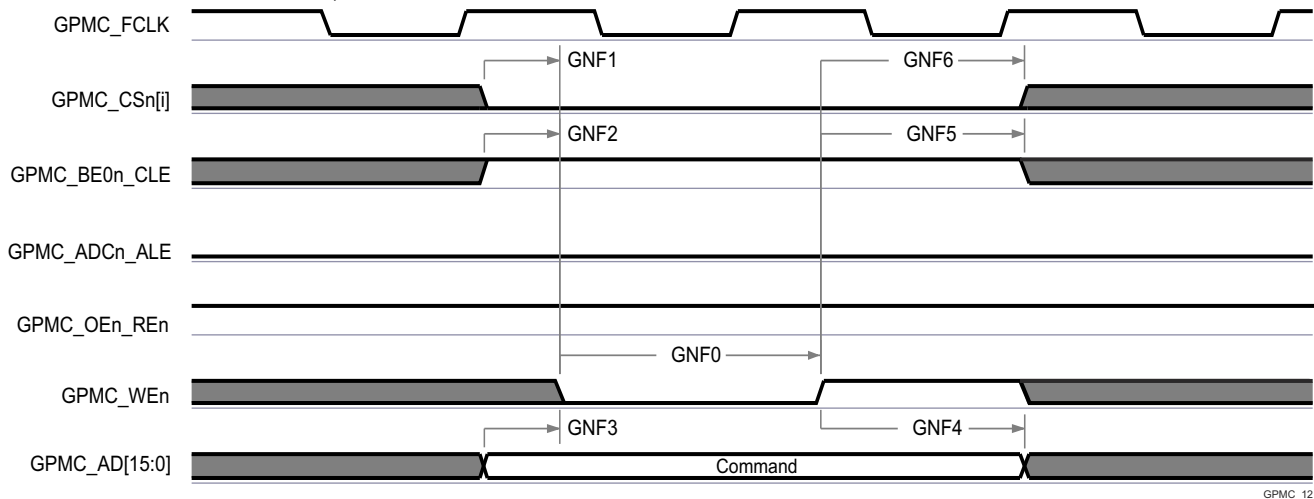 GPMC_FCLK
GNF1
GNF6
GPMC_CSn[i]
GNF2
GNF5
GPMC_BE0n_CLE
GPMC_ADCn_ALE
GPMC_OEn_REn
GNF0
GPMC_WEn
GNF3
GNF4
GPMC_AD[15:0]
Command
GPMC_12